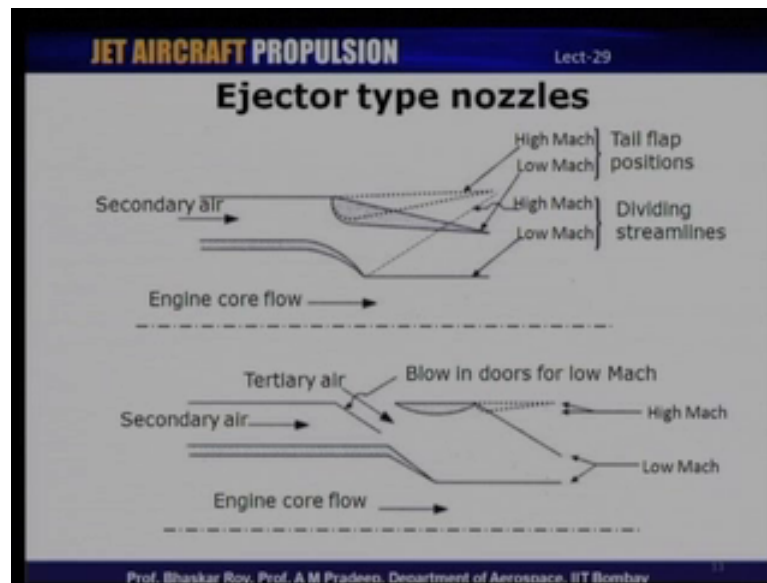 JET AIRCRAFT PROPULSION Lect-29
Ejector type nozzles
High Mach
Low Mach
Tail flap
positions
Secondary air
High Mach
Low Mach
Dividing
streamlines
Engine core flow
Tertiary air
Blow in doors for low Mach
Secondary air
High Mach
Low Mach
Engine core flow
11
Prof. Bhaskar Roy, Prof. A M Pradeep, Department of Aerospace, IIT Bombay